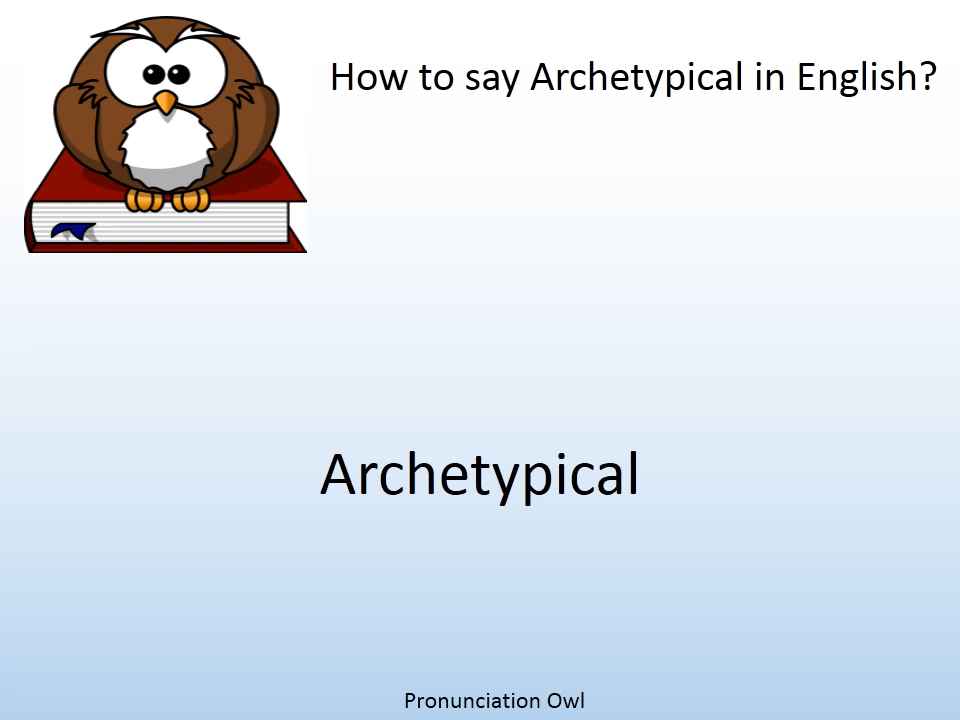 How to say Archetypical in English?
Archetypical
Pronunciation Owl